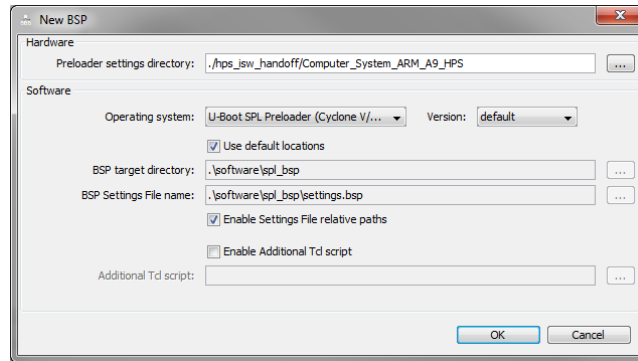 New BSP
Hardware
Preloader settings directory: ./hps_isw_handoff/Computer_System_ARM_A9_HPS ...
Software
Operating system: U-Boot SPL Preloader (Cyclone V/... Version: default
Use default locations
BSP target directory: .\software\spl_bsp ...
BSP Settings File name: .\software\spl_bsp\settings.bsp ...
Enable Settings File relative paths
Enable Additional Tcl script
Additional Tcl script: ...
OK Cancel